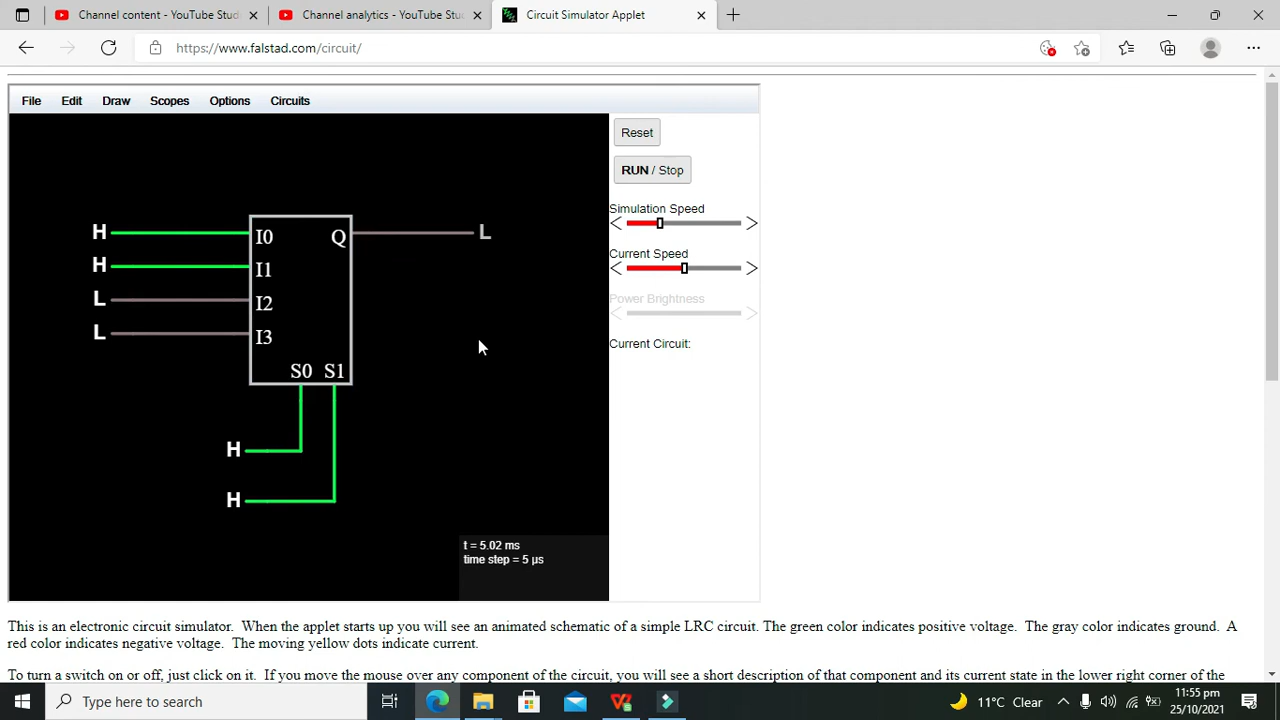 Channel content - YouTube Stud
Channel analytics - YouTube Stu
Circuit Simulator Applet
https://www.falstad.com/circuit/
File Edit Draw Scopes Options Circuits
Reset
RUN / Stop
Simulation Speed
Current Speed
Power Brightness
Current Circuit:
H I0 Q L
H I1
L I2
L I3
S0 S1
H
H
t = 5.02 ms
time step = 5 µs
This is an electronic circuit simulator. When the applet starts up you will see an animated schematic of a simple LRC circuit. The green color indicates positive voltage. The gray color indicates ground. A
red color indicates negative voltage. The moving yellow dots indicate current.
To turn a switch on or off, just click on it. If you move the mouse over any component of the circuit, you will see a short description of that component and its current state in the lower right corner of the
Type here to search
11°C Clear
11:55 pm
25/10/2021